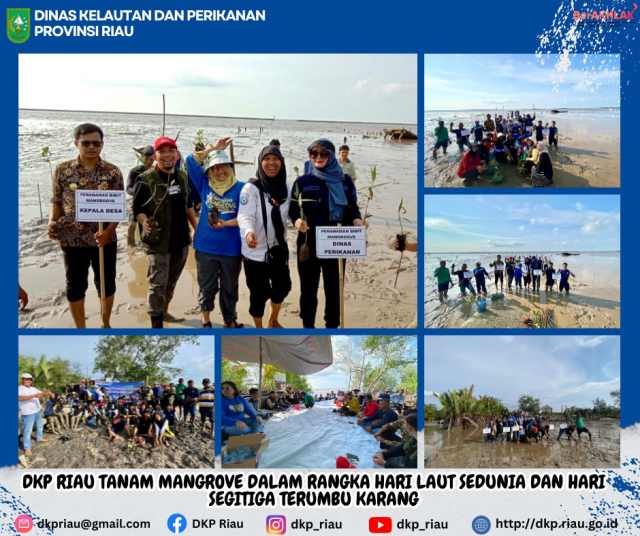 DINAS KELAUTAN DAN PERIKANAN
PROVINSI RIAU
BerAKHLAK
PENANAMAN BIBIT
MANGROOVE
KEPALA DESA
PENANAMAN BIBIT
MANGROOVE
DINAS
PERIKANAN
DKP RIAU TANAM MANGROVE DALAM RANGKA HARI LAUT SEDUNIA DAN HARI
SEGITIGA TERUMBU KARANG
dkpriau@gmail.com
DKP Riau
dkp_riau
dkp_riau
http://dkp.riau.go.id